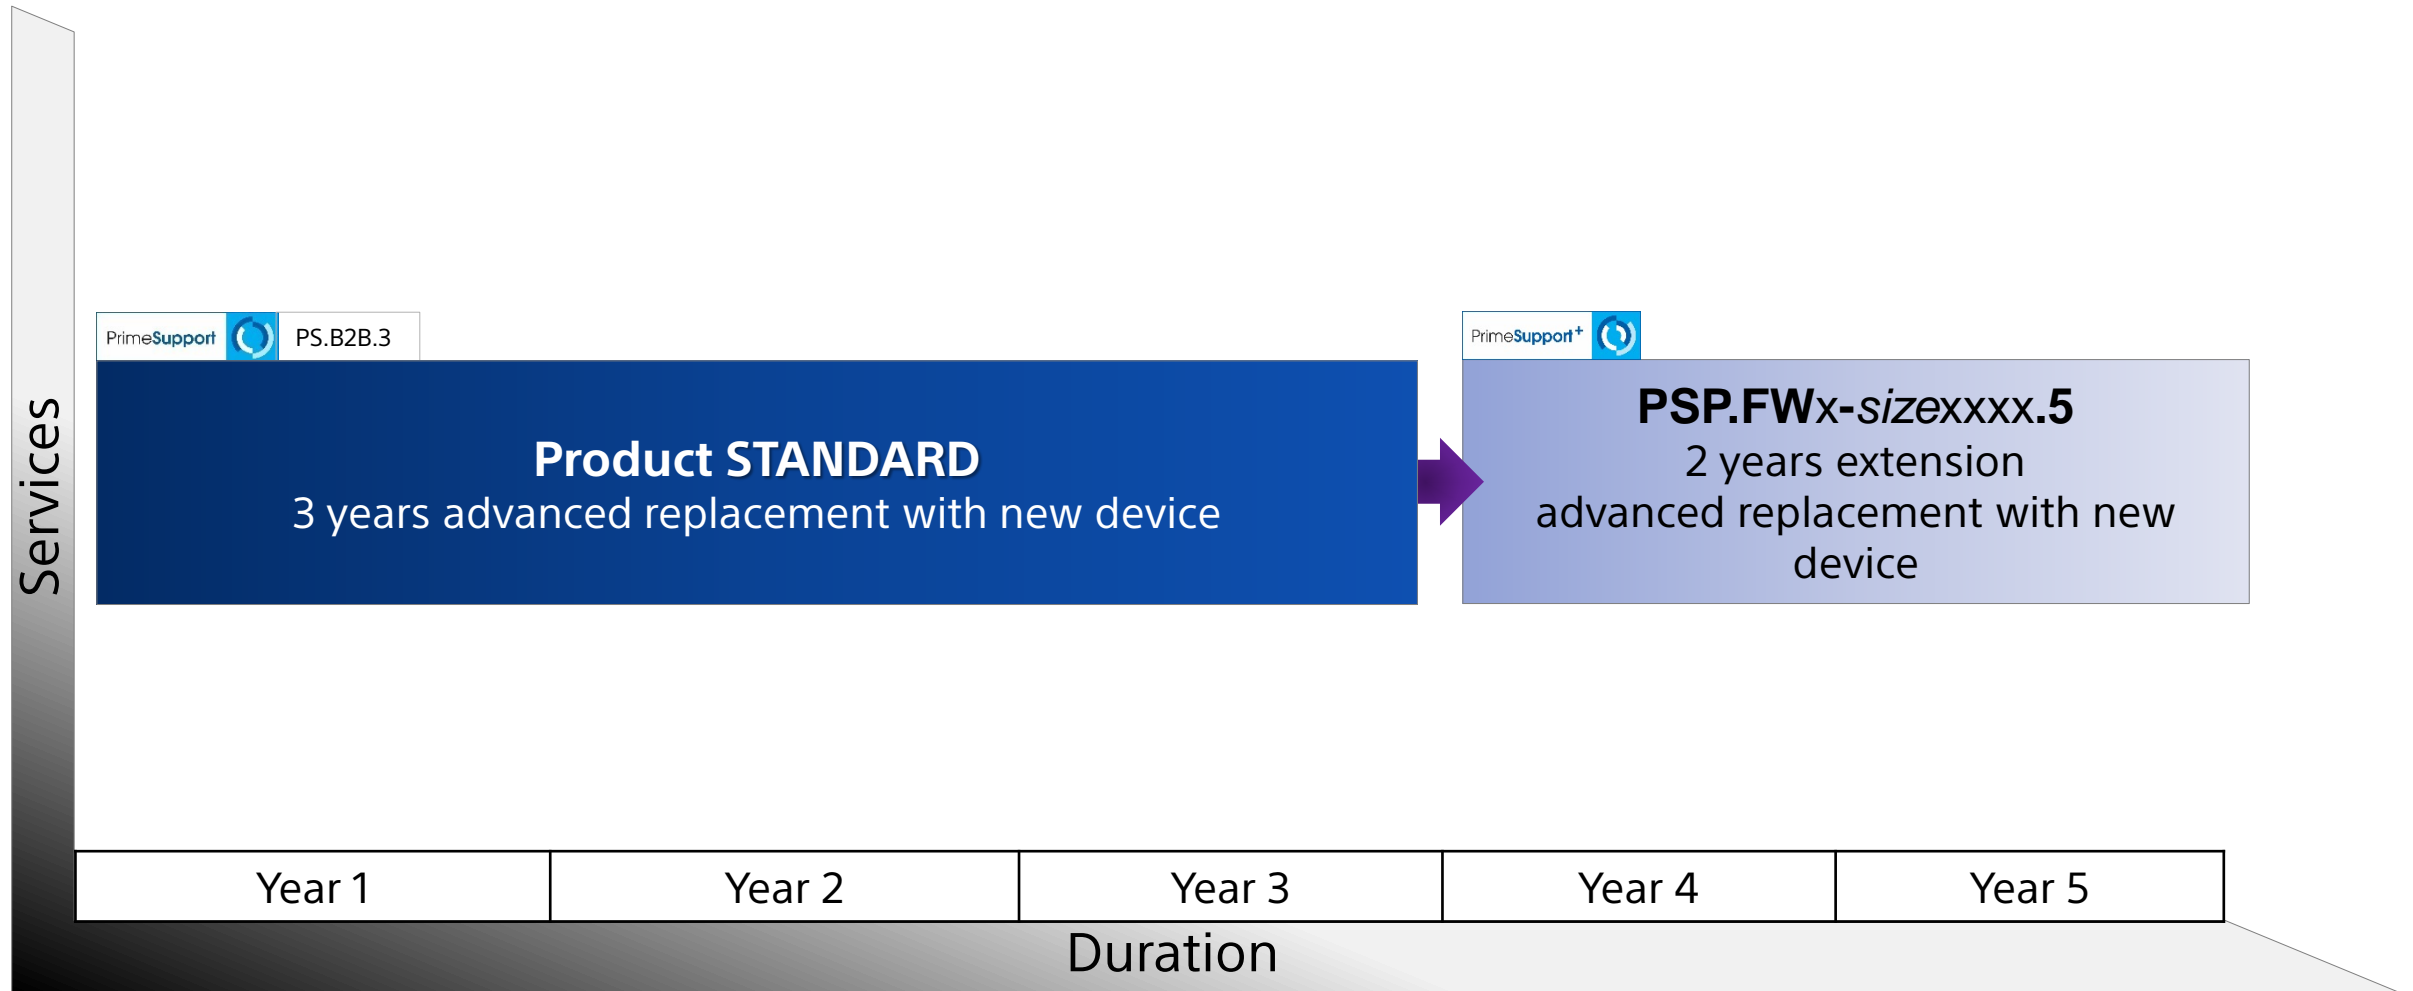 Services
PrimeSupport
PS.B2B.3
Product STANDARD
3 years advanced replacement with new device
PrimeSupport+
PSP.FWx-sizexxxx.5
2 years extension
advanced replacement with new
device
Year 1
Year 2
Year 3
Year 4
Year 5
Duration